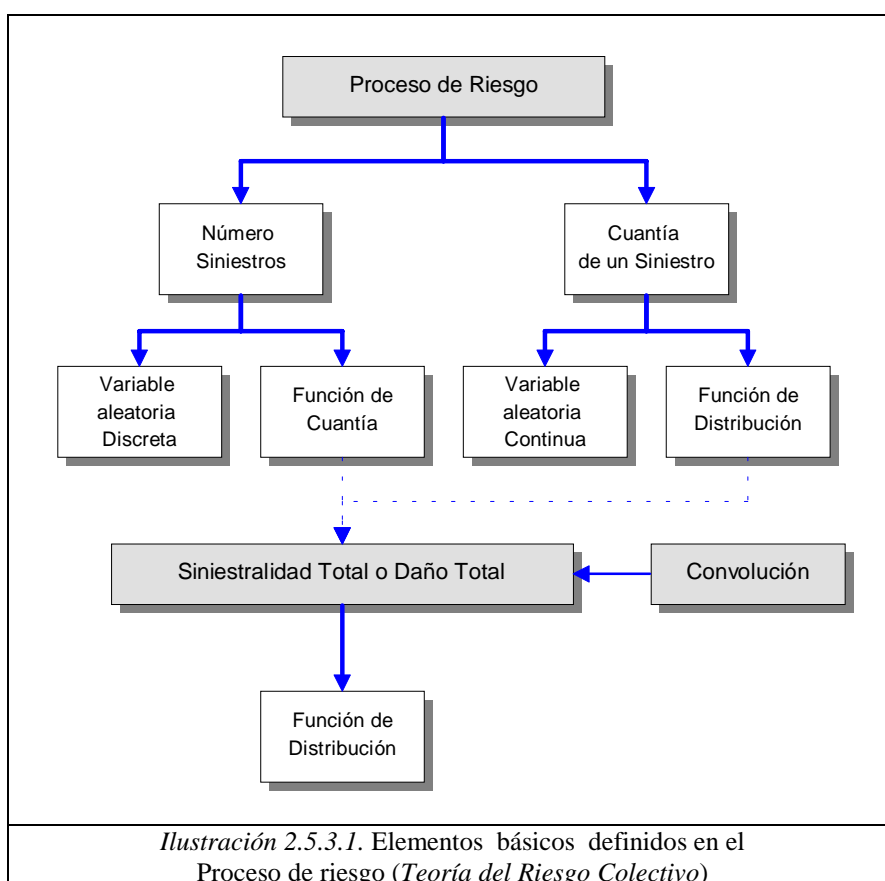 Proceso de Riesgo
Número
Siniestros
Cuantía
de un Siniestro
Variable
aleatoria
Discreta
Función de
Cuantía
Variable
aleatoria
Continua
Función de
Distribución
Siniestralidad Total o Daño Total
Convolución
Función de
Distribución
Ilustración 2.5.3.1. Elementos básicos definidos en el
Proceso de riesgo (Teoría del Riesgo Colectivo)